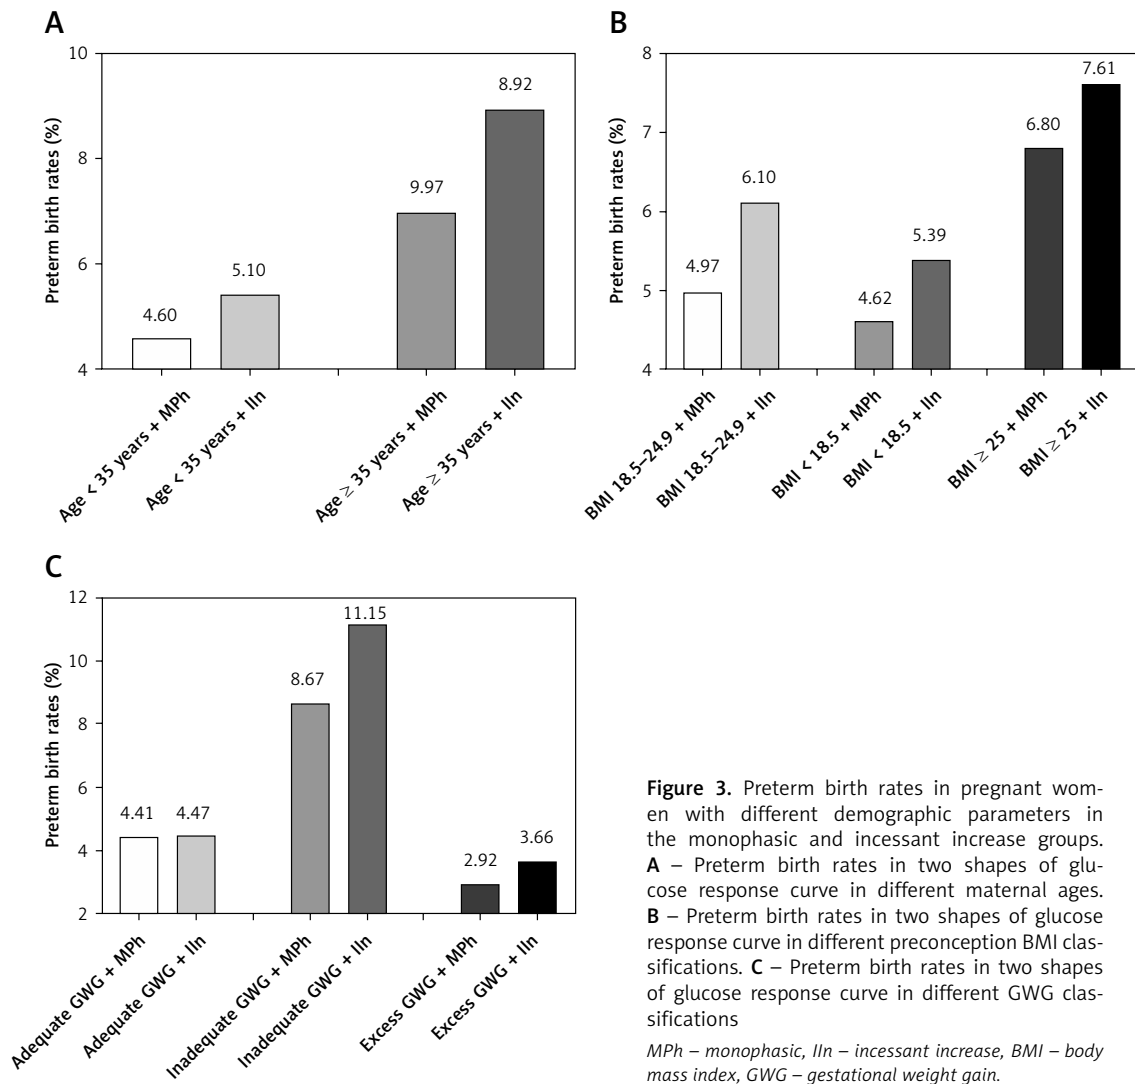 A
Preterm birth rates (%)
10
8
6
4
4.60
5.10
9.97
8.92
Age < 35 years + MPh
Age < 35 years + IIn
Age ≥ 35 years + MPh
Age ≥ 35 years + IIn
B
Preterm birth rates (%)
8
7
6
5
4
4.97
6.10
4.62
5.39
6.80
7.61
BMI 18.5–24.9 + MPh
BMI 18.5–24.9 + IIn
BMI < 18.5 + MPh
BMI < 18.5 + IIn
BMI ≥ 25 + MPh
BMI ≥ 25 + IIn
C
Preterm birth rates (%)
12
10
8
6
4
2
4.41
4.47
8.67
11.15
2.92
3.66
Adequate GWG + MPh
Adequate GWG + IIn
Inadequate GWG + MPh
Inadequate GWG + IIn
Excess GWG + MPh
Excess GWG + IIn
Figure 3. Preterm birth rates in pregnant wom-
en with different demographic parameters in
the monophasic and incessant increase groups.
A – Preterm birth rates in two shapes of glu-
cose response curve in different maternal ages.
B – Preterm birth rates in two shapes of glucose
response curve in different preconception BMI clas-
sifications. C – Preterm birth rates in two shapes
of glucose response curve in different GWG clas-
sifications
MPh – monophasic, IIn – incessant increase, BMI – body
mass index, GWG – gestational weight gain.